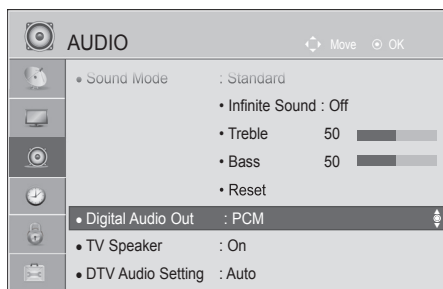 AUDIO Move OK
• Sound Mode : Standard
• Infinite Sound : Off
• Treble 50
• Bass 50
• Reset
• Digital Audio Out : PCM
• TV Speaker : On
• DTV Audio Setting : Auto